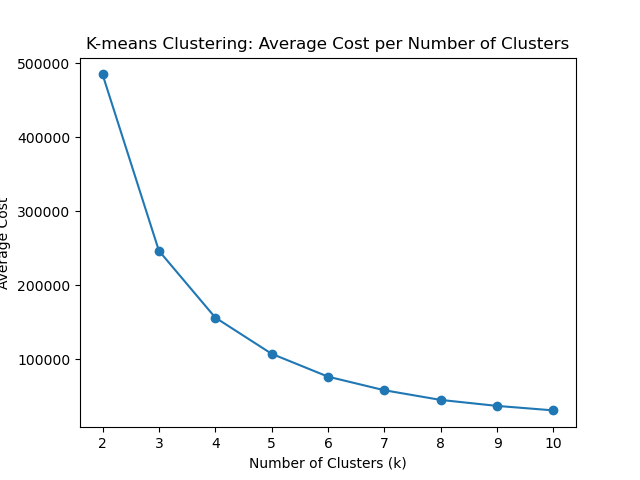 K-means Clustering: Average Cost per Number of Clusters
500000
400000
300000
200000
100000
Average Cost
2 3 4 5 6 7 8 9 10
Number of Clusters (k)